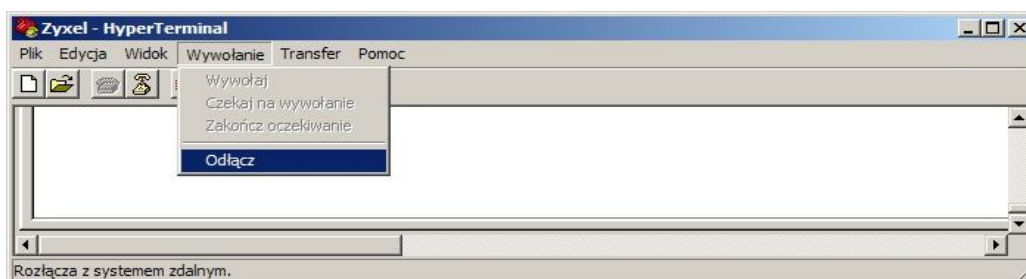 Zyxel - HyperTerminal
Plik Edycja Widok Wywołanie Transfer Pomoc
Wywołaj
Czekaj na wywołanie
Zakończ oczekiwanie
Odłącz
Rozłącza z systemem zdalnym.